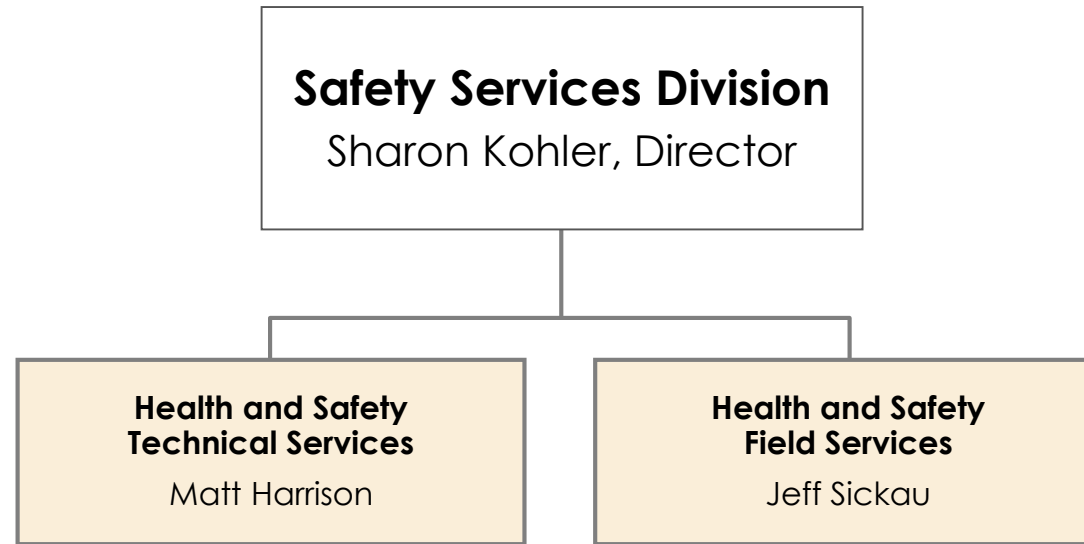 Safety Services Division
Sharon Kohler, Director
Health and Safety
Technical Services
Matt Harrison
Health and Safety
Field Services
Jeff Sickau